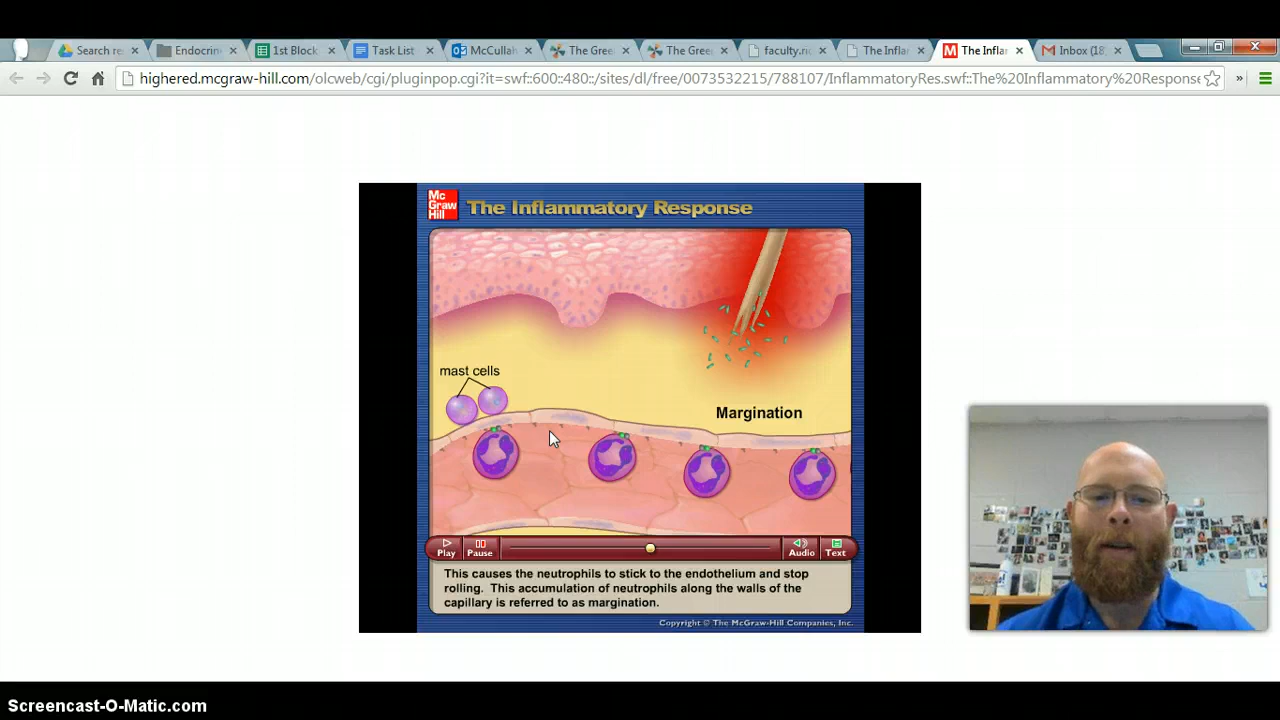 Search re
Endocrin
1st Block
Task List
McCullah
The Gree
The Gree
faculty.n
The Inflar
The Inflar
Inbox (18
highered.mcgraw-hill.com/olcweb/cgi/pluginpop.cgi?it=swf:600:480::/sites/dl/free/0073532215/788107/InflammatoryRes.swf::The%20Inflammatory%20Response
»
Mc
Graw
Hill
The Inflammatory Response
mast cells
Margination
Play
Pause
Audio
Text
This causes the neutrophils to stick to the endothelium and stop
rolling. This accumulation of neutrophils along the walls of the
capillary is referred to as margination.
Copyright © The McGraw-Hill Companies, Inc.
Screencast-O-Matic.com